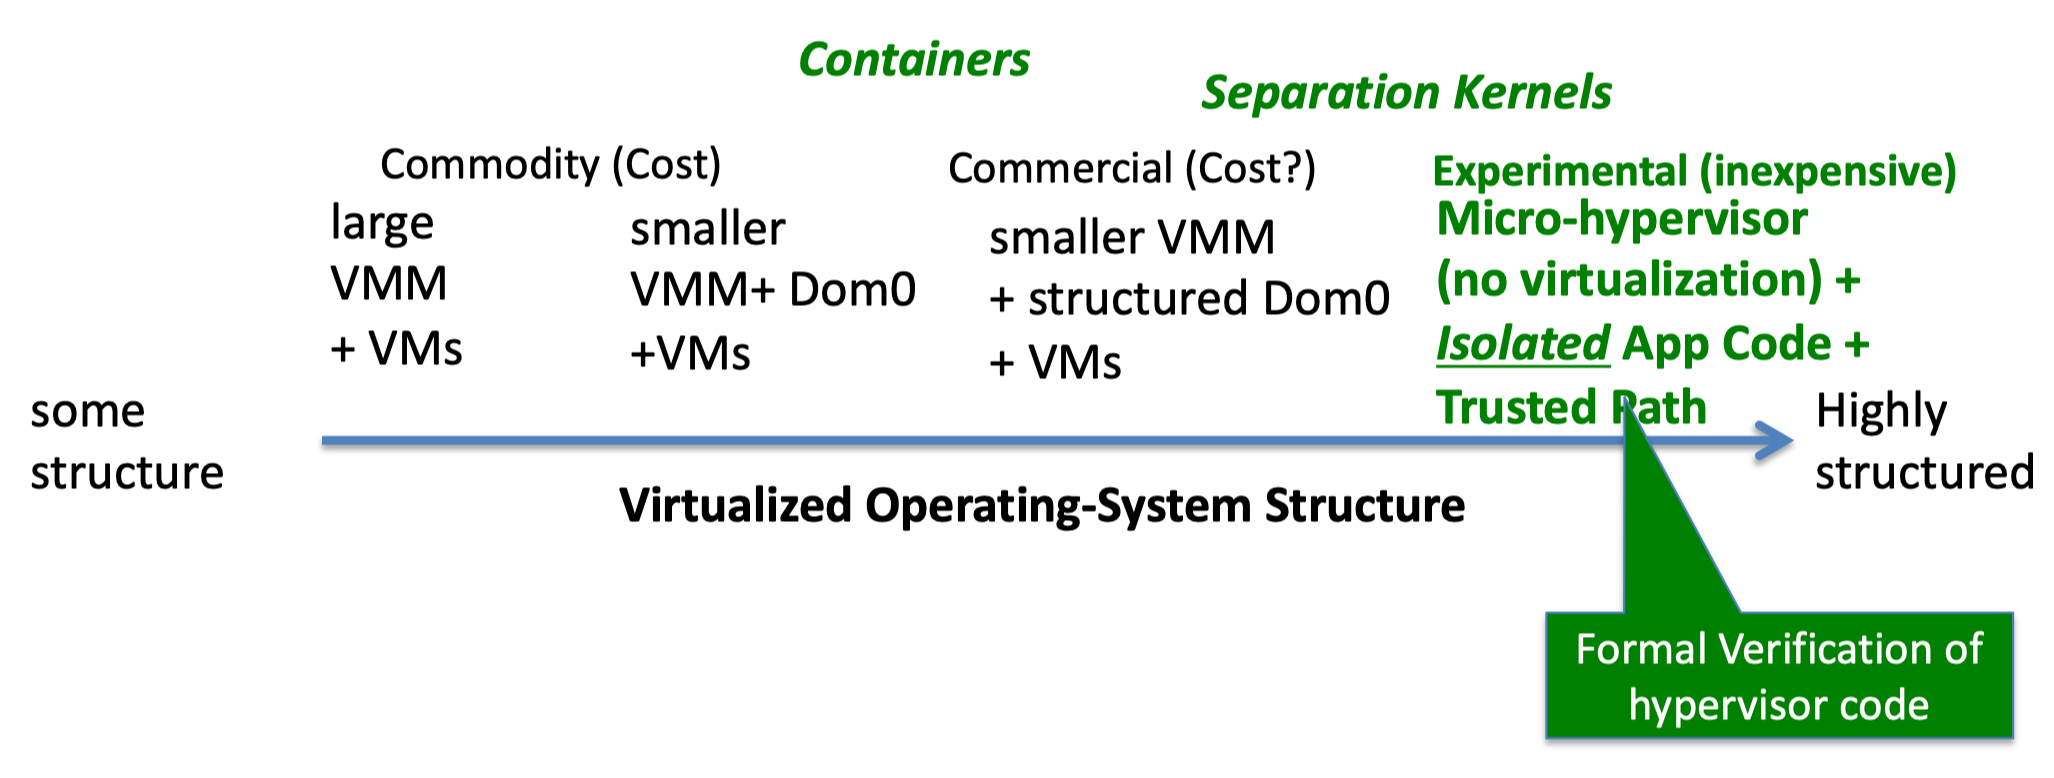 Containers
Separation Kernels
Commodity (Cost)
Commercial (Cost?)
Experimental (inexpensive)
large
VMM
+ VMs
smaller
VMM+ Dom0
+VMs
smaller VMM
+ structured Dom0
+ VMs
Micro-hypervisor
(no virtualization) +
Isolated App Code +
Trusted Path
some
structure
Highly
structured
Virtualized Operating-System Structure
Formal Verification of
hypervisor code